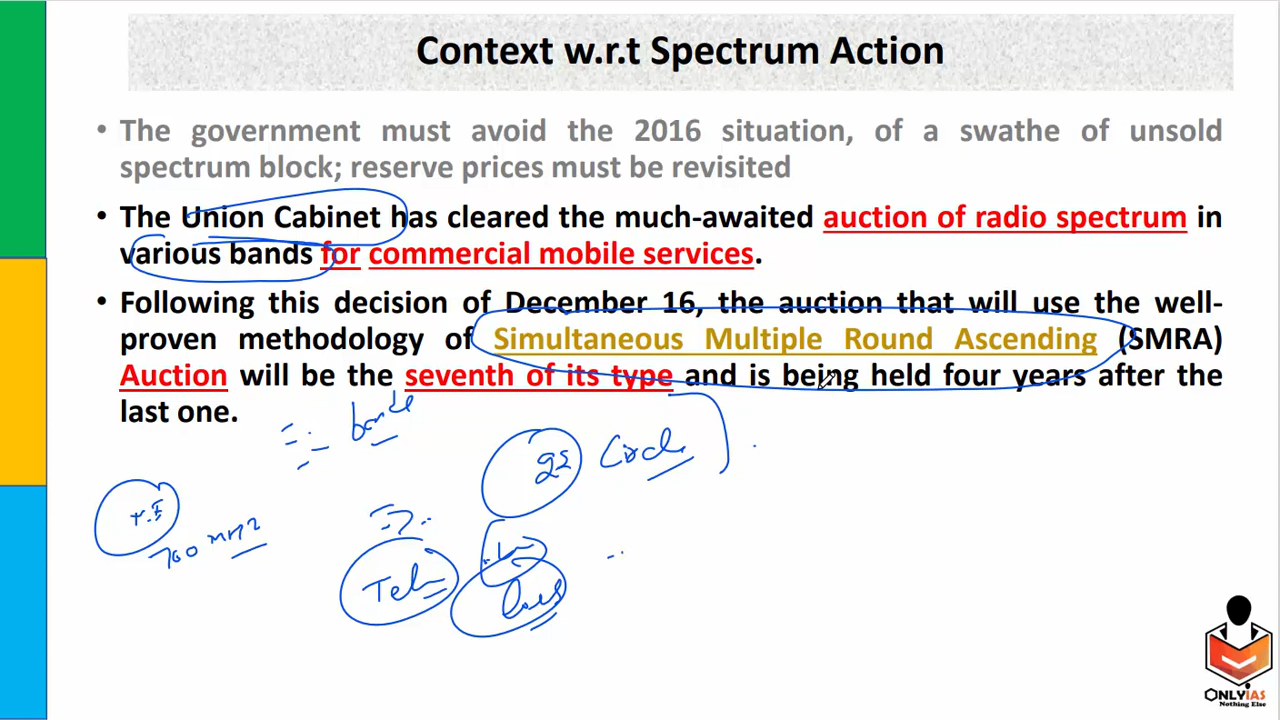 Context w.r.t Spectrum Action
• The government must avoid the 2016 situation, of a swathe of unsold
spectrum block; reserve prices must be revisited
• The Union Cabinet has cleared the much-awaited auction of radio spectrum in
various bands for commercial mobile services.
• Following this decision of December 16, the auction that will use the well-
proven methodology of Simultaneous Multiple Round Ascending (SMRA)
Auction will be the seventh of its type and is being held four years after the
last one.
bands
22 Circle
700 MHz
ONLYIAS
Nothing Else